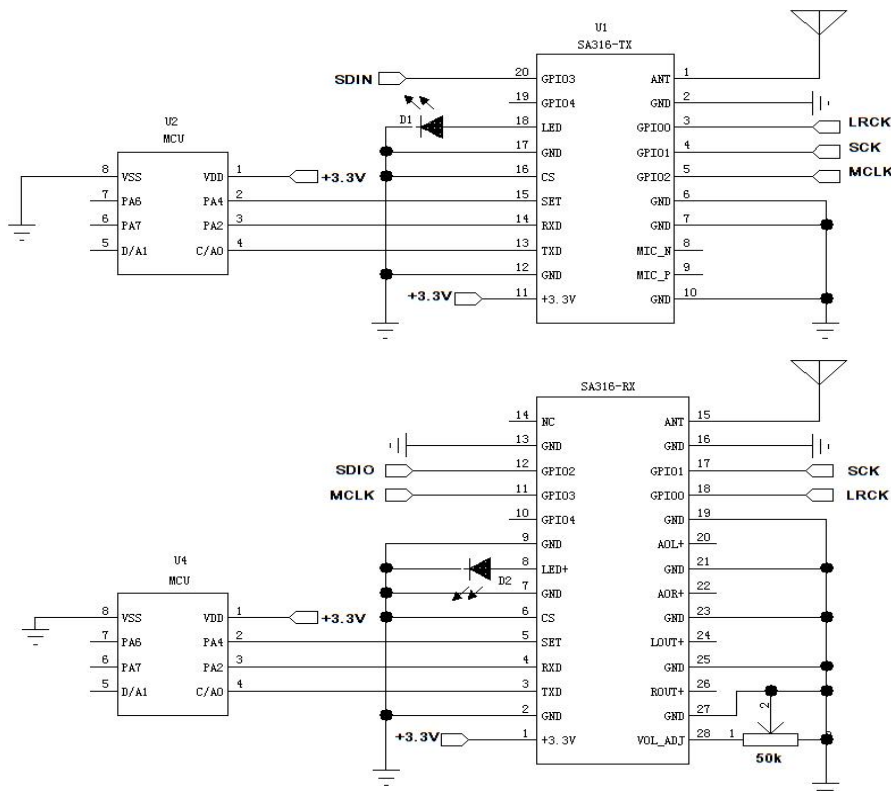 U1
SA316-TX
SDIN 20 GPIO3 ANT 1
19 GPIO4 GND 2
D1 18 LED GPIO0 3 LRCK
17 GND GPIO1 4 SCK
16 CS GPIO2 5 MCLK
U2
MCU
8 VSS VDD 1 +3.3V
7 PA6 PA4 2
6 PA7 PA2 3
5 D/A1 C/A0 4
15 SET GND 6
14 RXD GND 7
13 TXD MIC_N 8
12 GND MIC_P 9
+3.3V 11 +3.3V GND 10
SA316-RX
14 NC ANT 15
13 GND GND 16
SDIO 12 GPIO2 GPIO1 17 SCK
MCLK 11 GPIO3 GPIO0 18 LRCK
10 GPIO4 GND 19
9 GND AOL+ 20
8 LED+ GND 21
D2
7 GND AOR+ 22
6 CS GND 23
U4
MCU
8 VSS VDD 1 +3.3V
7 PA6 PA4 2
6 PA7 PA2 3
5 D/A1 C/A0 4
5 SET LOUT+ 24
4 RXD GND 25
3 TXD ROUT+ 26
2 GND GND 27
2
+3.3V 1 +3.3V VOL_ADJ 28 1
50k